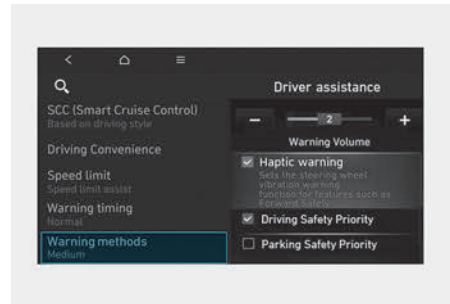 Driver assistance
SCC (Smart Cruise Control)
Based on driving style
Driving Convenience
Speed limit
Speed limit assist
Warning timing
Normal
Warning methods
Medium
2
Warning Volume
Haptic warning
Sets the steering wheel
vibration warning
function for features such as
Forward Safety
Driving Safety Priority
Parking Safety Priority